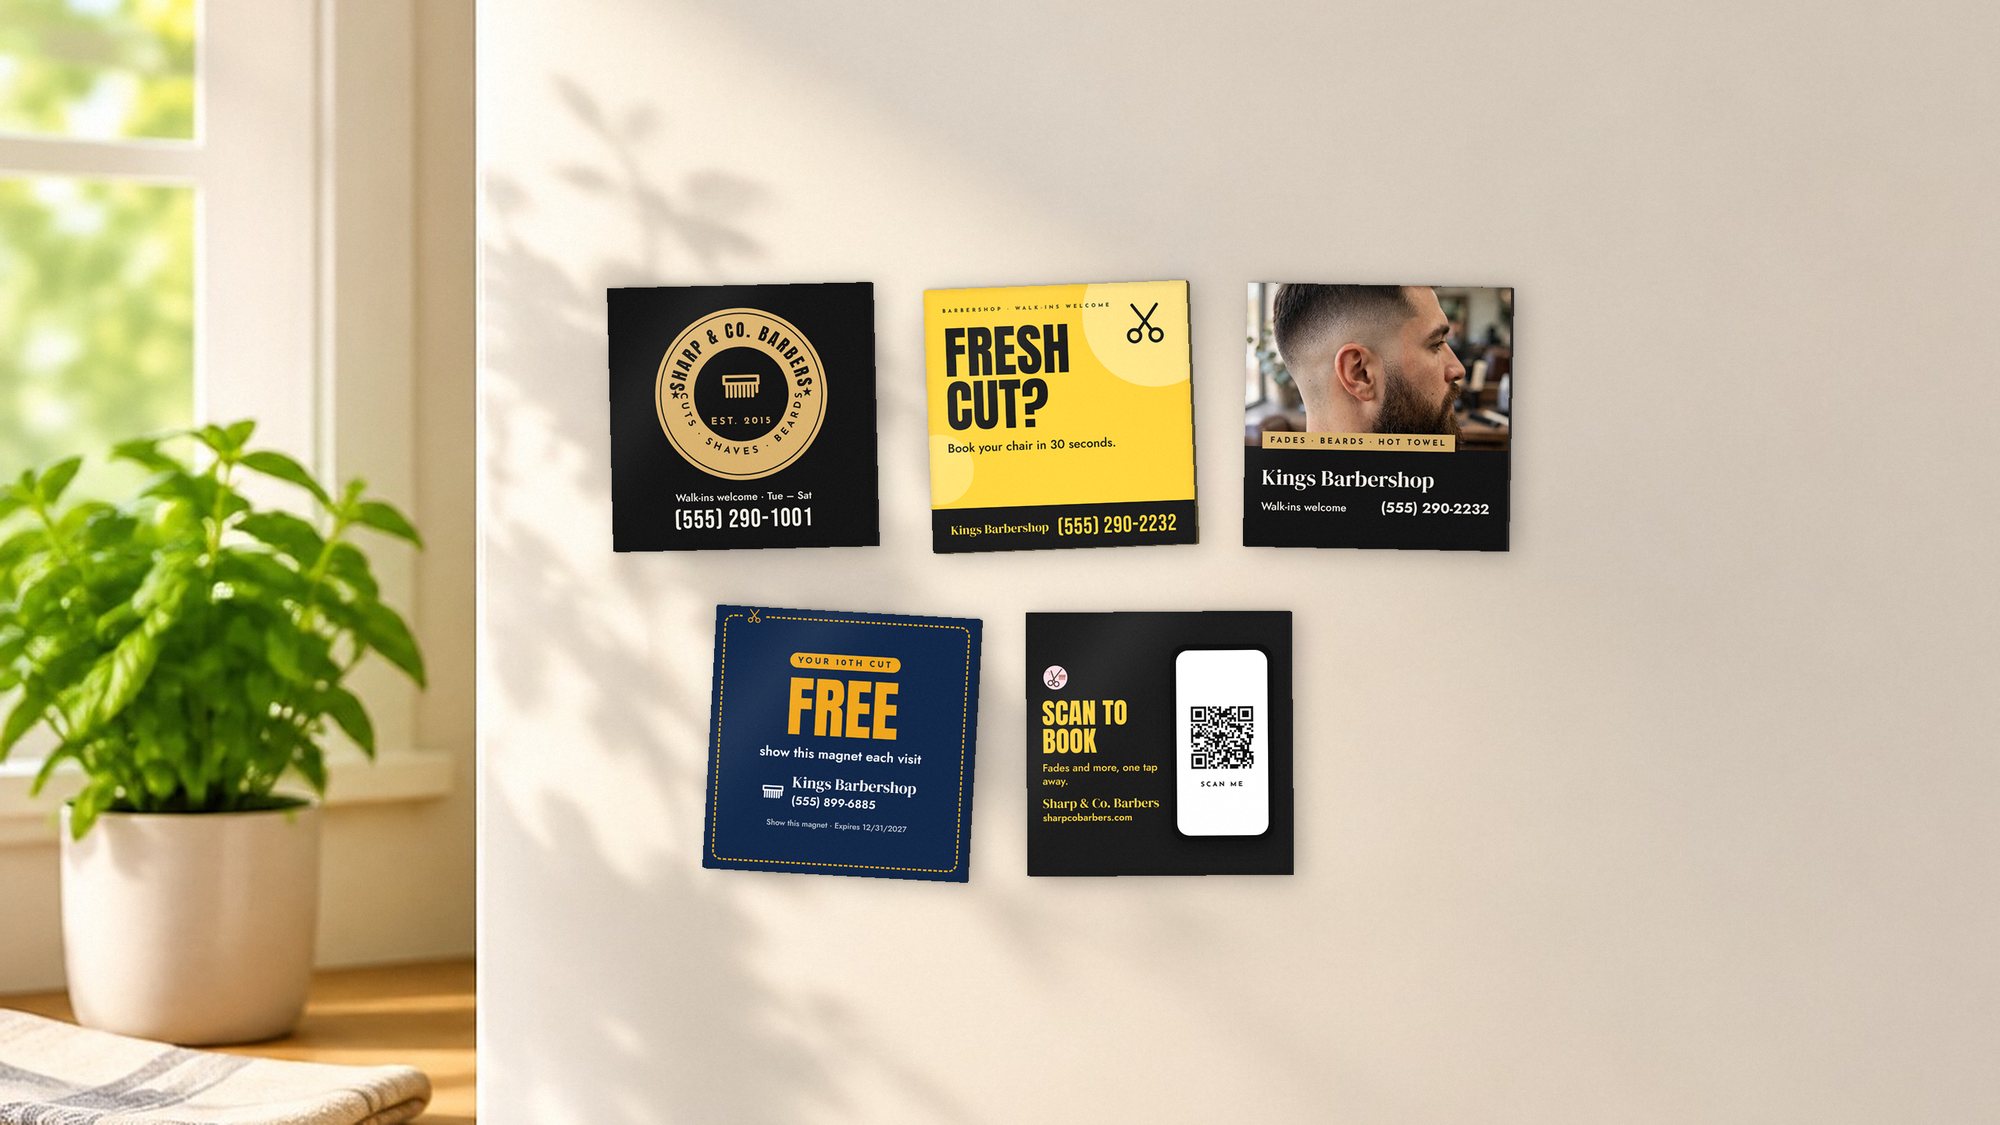 SHARP & CO. BARBERS
EST. 2015
CUTS · SHAVES · BEARDS
Walk-ins welcome · Tue – Sat
(555) 290-1001
BARBERSHOP · WALK-INS WELCOME
FRESH
CUT?
Book your chair in 30 seconds.
Kings Barbershop (555) 290-2232
FADES · BEARDS · HOT TOWEL
Kings Barbershop
Walk-ins welcome (555) 290-2232
YOUR 10TH CUT
FREE
show this magnet each visit
Kings Barbershop
(555) 899-6885
Show this magnet · Expires 12/31/2027
SCAN TO
BOOK
Fades and more, one tap
away.
Sharp & Co. Barbers
sharpcobarbers.com
SCAN ME